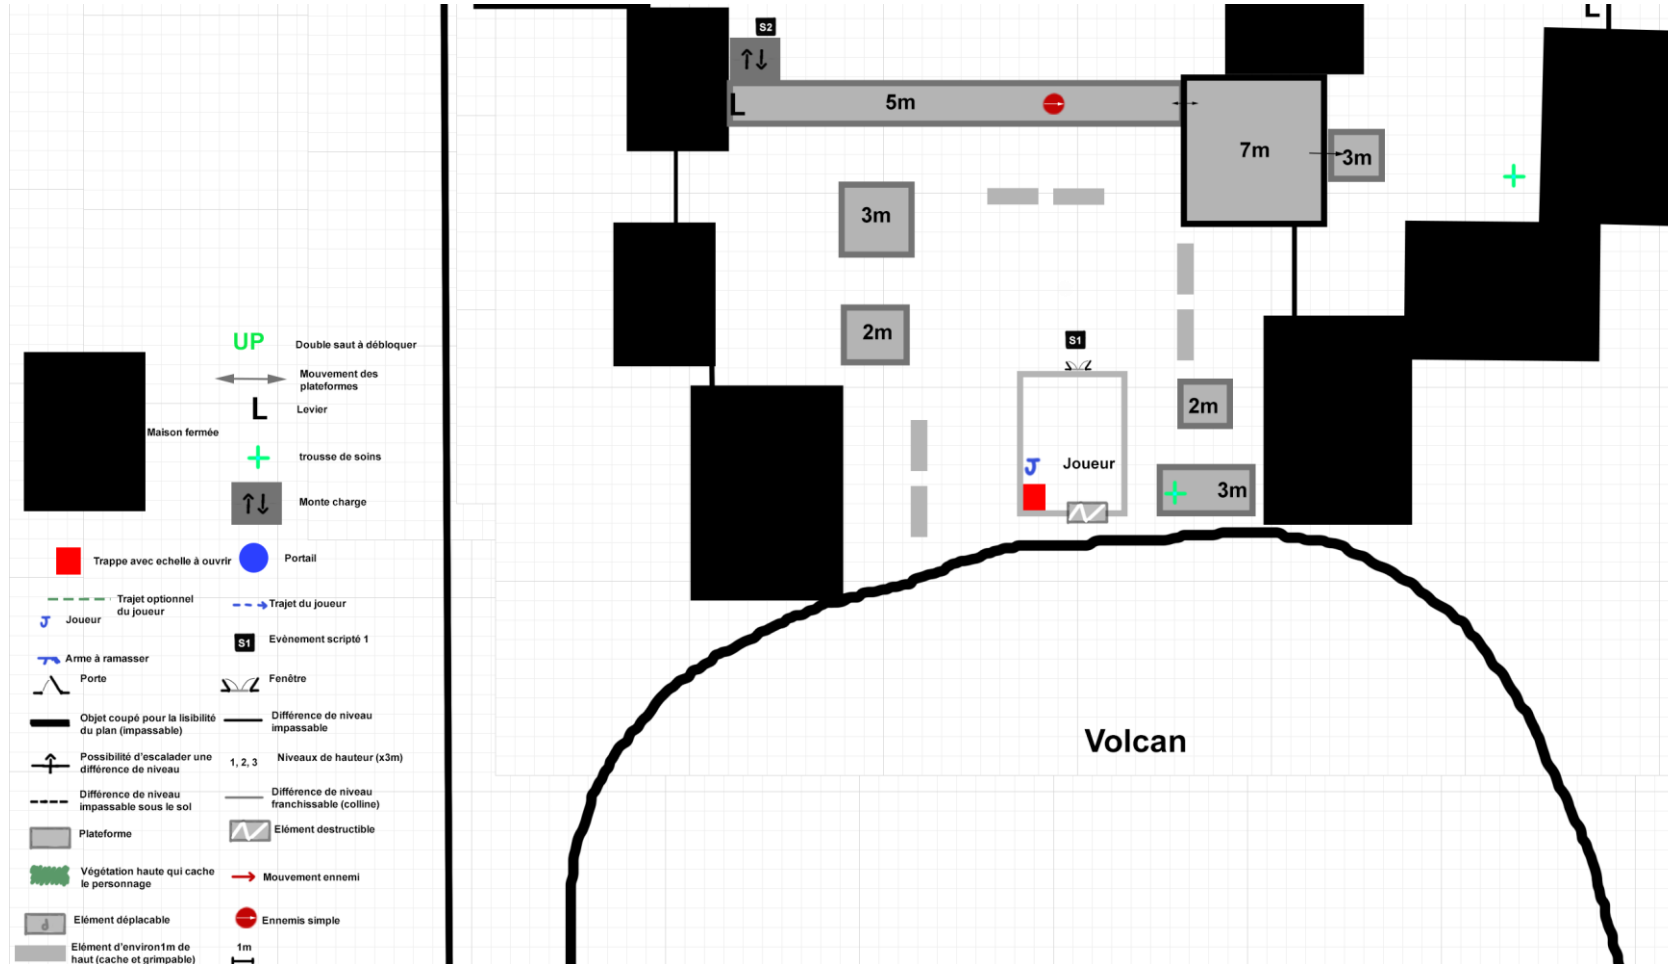 L
S2
↑↓
L
5m
7m
3m
3m
2m
S1
2m
J
Joueur
3m
Volcan
UP
Double saut à débloquer
Mouvement des
plateformes
L
Levier
Maison fermée
trousse de soins
↑↓
Monte charge
Trappe avec echelle à ouvrir
Portail
Trajet optionnel
du joueur
Trajet du joueur
J
Joueur
S1
Evènement scripté 1
Arme à ramasser
Porte
Fenêtre
Objet coupé pour la lisibilité
du plan (impassable)
Différence de niveau
impassable
Possibilité d'escalader une
différence de niveau
1, 2, 3
Niveaux de hauteur (x3m)
Différence de niveau
impassable sous le sol
Différence de niveau
franchissable (colline)
Plateforme
Elément destructible
Végétation haute qui cache
le personnage
Mouvement ennemi
d
Elément déplacable
Ennemis simple
Elément d'environ1m de
haut (cache et grimpable)
1m